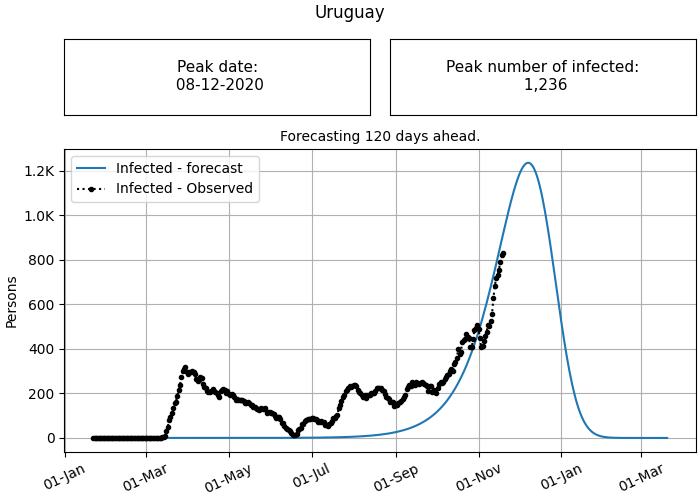 Uruguay
Peak date:
08-12-2020
Peak number of infected:
1,236
Forecasting 120 days ahead.
Infected - forecast
Infected - Observed
1.2K
1.0K
800
600
400
200
0
Persons
01-Jan
01-Mar
01-May
01-Jul
01-Sep
01-Nov
01-Jan
01-Mar